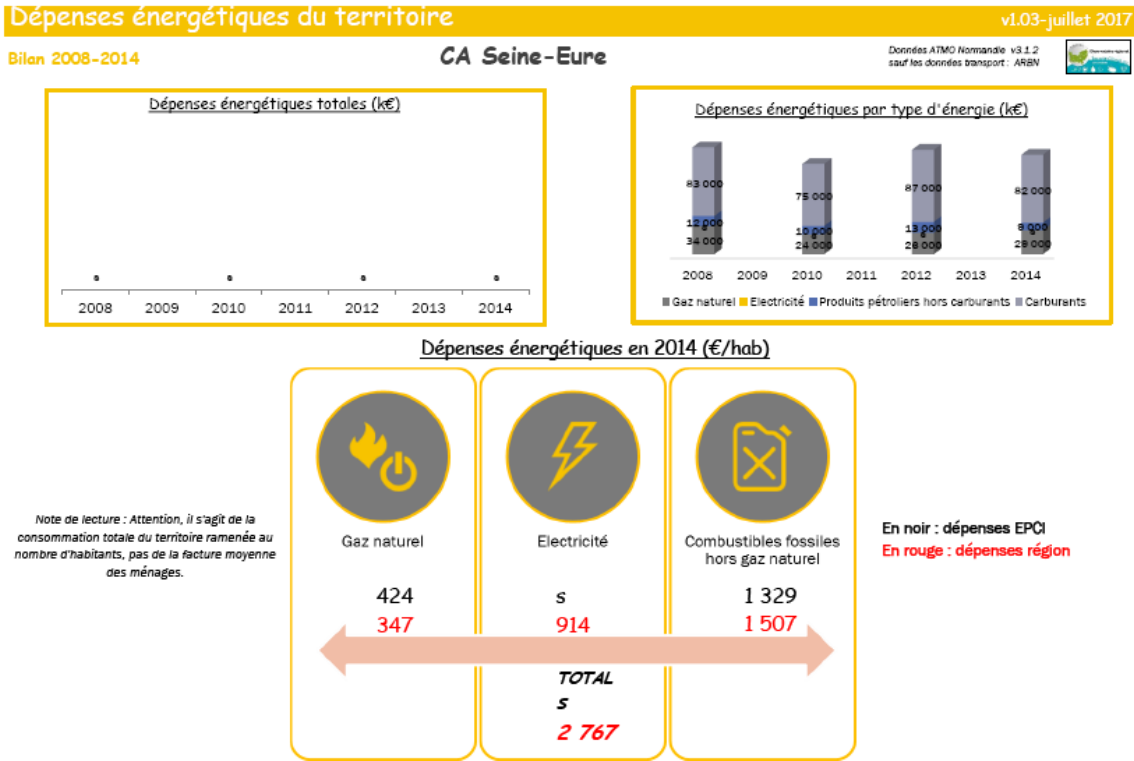 Dépenses énergétiques du territoire
v1.03-juillet 2017
Bilan 2008-2014
CA Seine-Eure
Données ATMO Normandie v3.1.2
sauf les données transport : ARBN
Dépenses énergétiques totales (k€)
s s s s
2008 2009 2010 2011 2012 2013 2014
Dépenses énergétiques par type d'énergie (k€)
83 000 75 000 87 000 82 000
12 000 10 000 13 000 9 000
s s s s
34 000 24 000 28 000 29 000
2008 2009 2010 2011 2012 2013 2014
Gaz naturel Electricité Produits pétroliers hors carburants Carburants
Dépenses énergétiques en 2014 (€/hab)
Note de lecture : Attention, il s'agît de la
consommation totale du territoire ramenée au
nombre d'habitants, pas de la facture moyenne
des ménages.
Gaz naturel
424
347
Electricité
s
914
Combustibles fossiles
hors gaz naturel
1 329
1 507
TOTAL
s
2 767
En noir : dépenses EPCI
En rouge : dépenses région